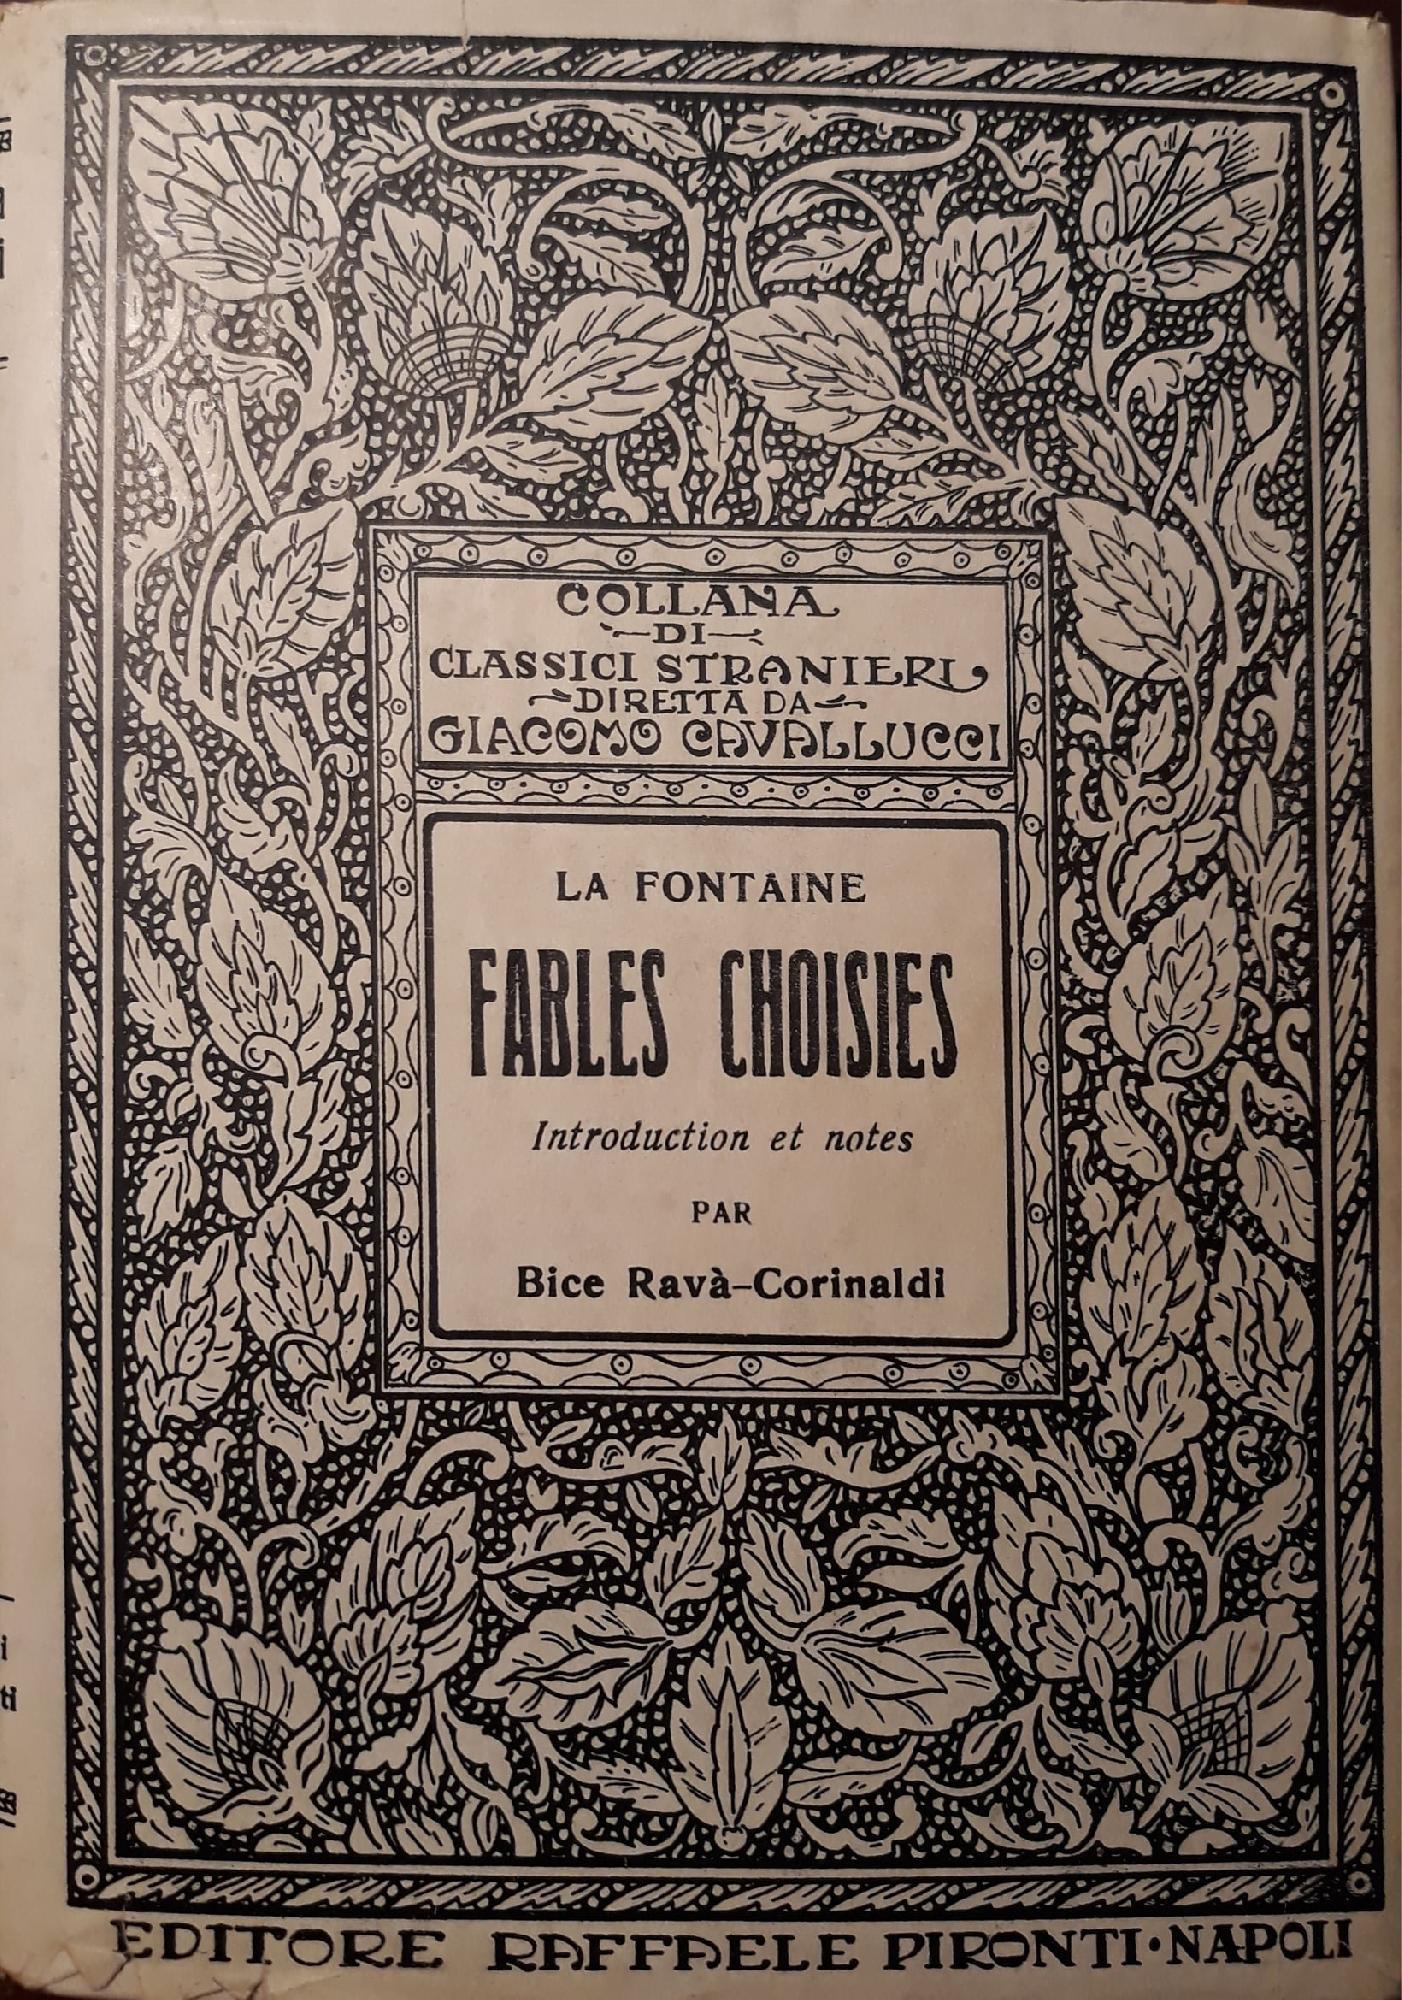 COLLANA
DI
CLASSICI STRANIERI
DIRETTA DA
GIACOMO CAVALLUCCI
LA FONTAINE
FABLES CHOISIES
Introduction et notes
PAR
Bice Ravà-Corinaldi
EDITORE RAFFAELE PIRONTI·NAPOLI